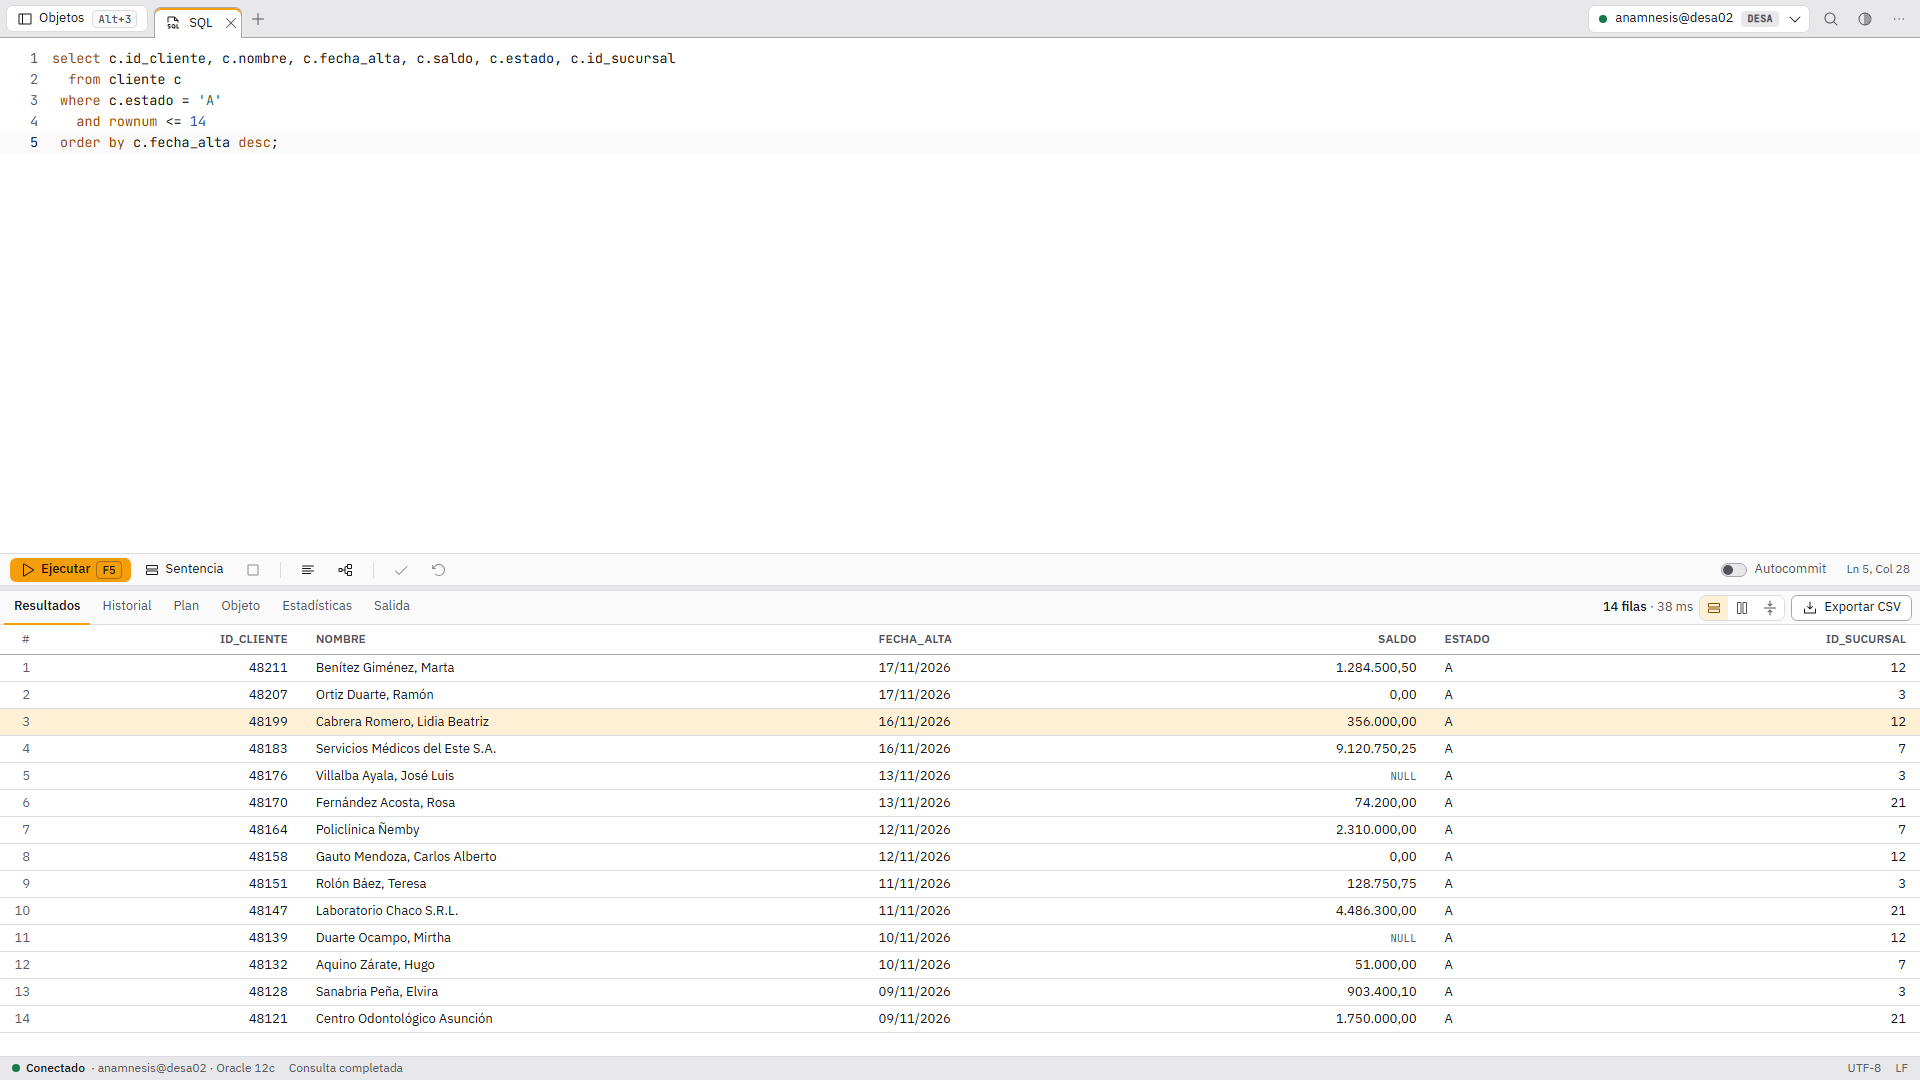 Objetos Alt+3 SQL anamnesis@desa02 DESA
1 select c.id_cliente, c.nombre, c.fecha_alta, c.saldo, c.estado, c.id_sucursal
2 from cliente c
3 where c.estado = 'A'
4 and rownum <= 14
5 order by c.fecha_alta desc;
Ejecutar F5 Sentencia Autocommit Ln 5, Col 28
Resultados Historial Plan Objeto Estadísticas Salida 14 filas · 38 ms Exportar CSV
# ID_CLIENTE NOMBRE FECHA_ALTA SALDO ESTADO ID_SUCURSAL
1 48211 Benítez Giménez, Marta 17/11/2026 1.284.500,50 A 12
2 48207 Ortiz Duarte, Ramón 17/11/2026 0,00 A 3
3 48199 Cabrera Romero, Lidia Beatriz 16/11/2026 356.000,00 A 12
4 48183 Servicios Médicos del Este S.A. 16/11/2026 9.120.750,25 A 7
5 48176 Villalba Ayala, José Luis 13/11/2026 NULL A 3
6 48170 Fernández Acosta, Rosa 13/11/2026 74.200,00 A 21
7 48164 Policlínica Ñemby 12/11/2026 2.310.000,00 A 7
8 48158 Gauto Mendoza, Carlos Alberto 12/11/2026 0,00 A 12
9 48151 Rolón Báez, Teresa 11/11/2026 128.750,75 A 3
10 48147 Laboratorio Chaco S.R.L. 11/11/2026 4.486.300,00 A 21
11 48139 Duarte Ocampo, Mirtha 10/11/2026 NULL A 12
12 48132 Aquino Zárate, Hugo 10/11/2026 51.000,00 A 7
13 48128 Sanabria Peña, Elvira 09/11/2026 903.400,10 A 3
14 48121 Centro Odontológico Asunción 09/11/2026 1.750.000,00 A 21
Conectado · anamnesis@desa02 · Oracle 12c Consulta completada UTF-8 LF